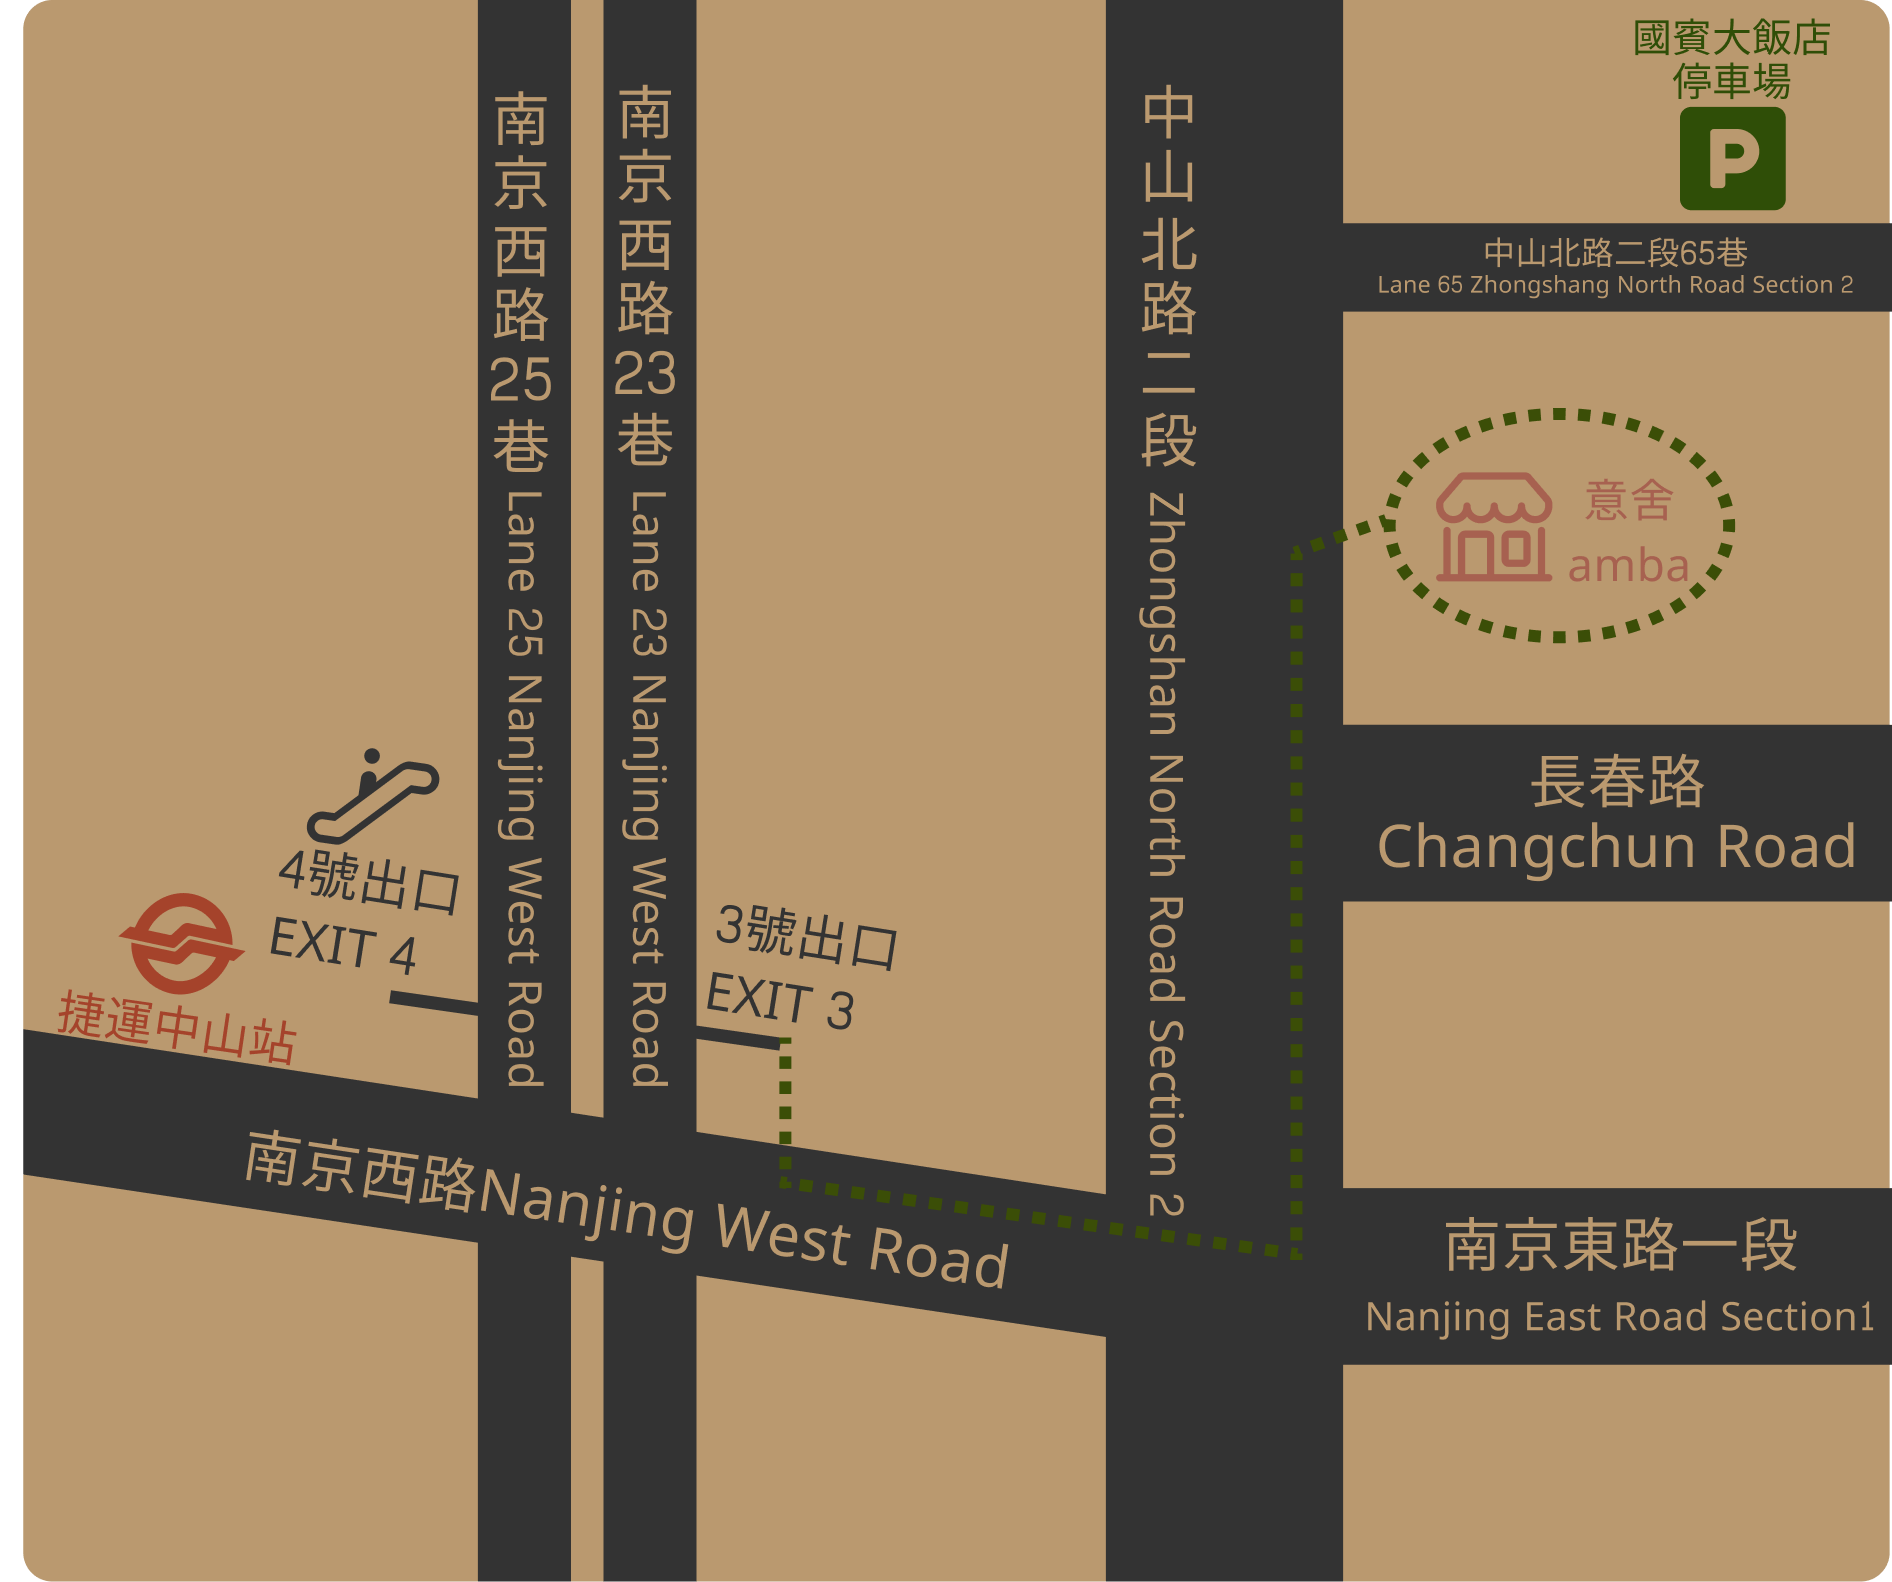 國賓大飯店
停車場
P
中山北路二段65巷
Lane 65 Zhongshang North Road Section 2
南京西路25巷 Lane 25 Nanjing West Road
南京西路23巷 Lane 23 Nanjing West Road
中山北路二段 Zhongshan North Road Section 2
意舍
amba
長春路
Changchun Road
4號出口
EXIT 4
3號出口
EXIT 3
捷運中山站
南京西路Nanjing West Road
南京東路一段
Nanjing East Road Section1